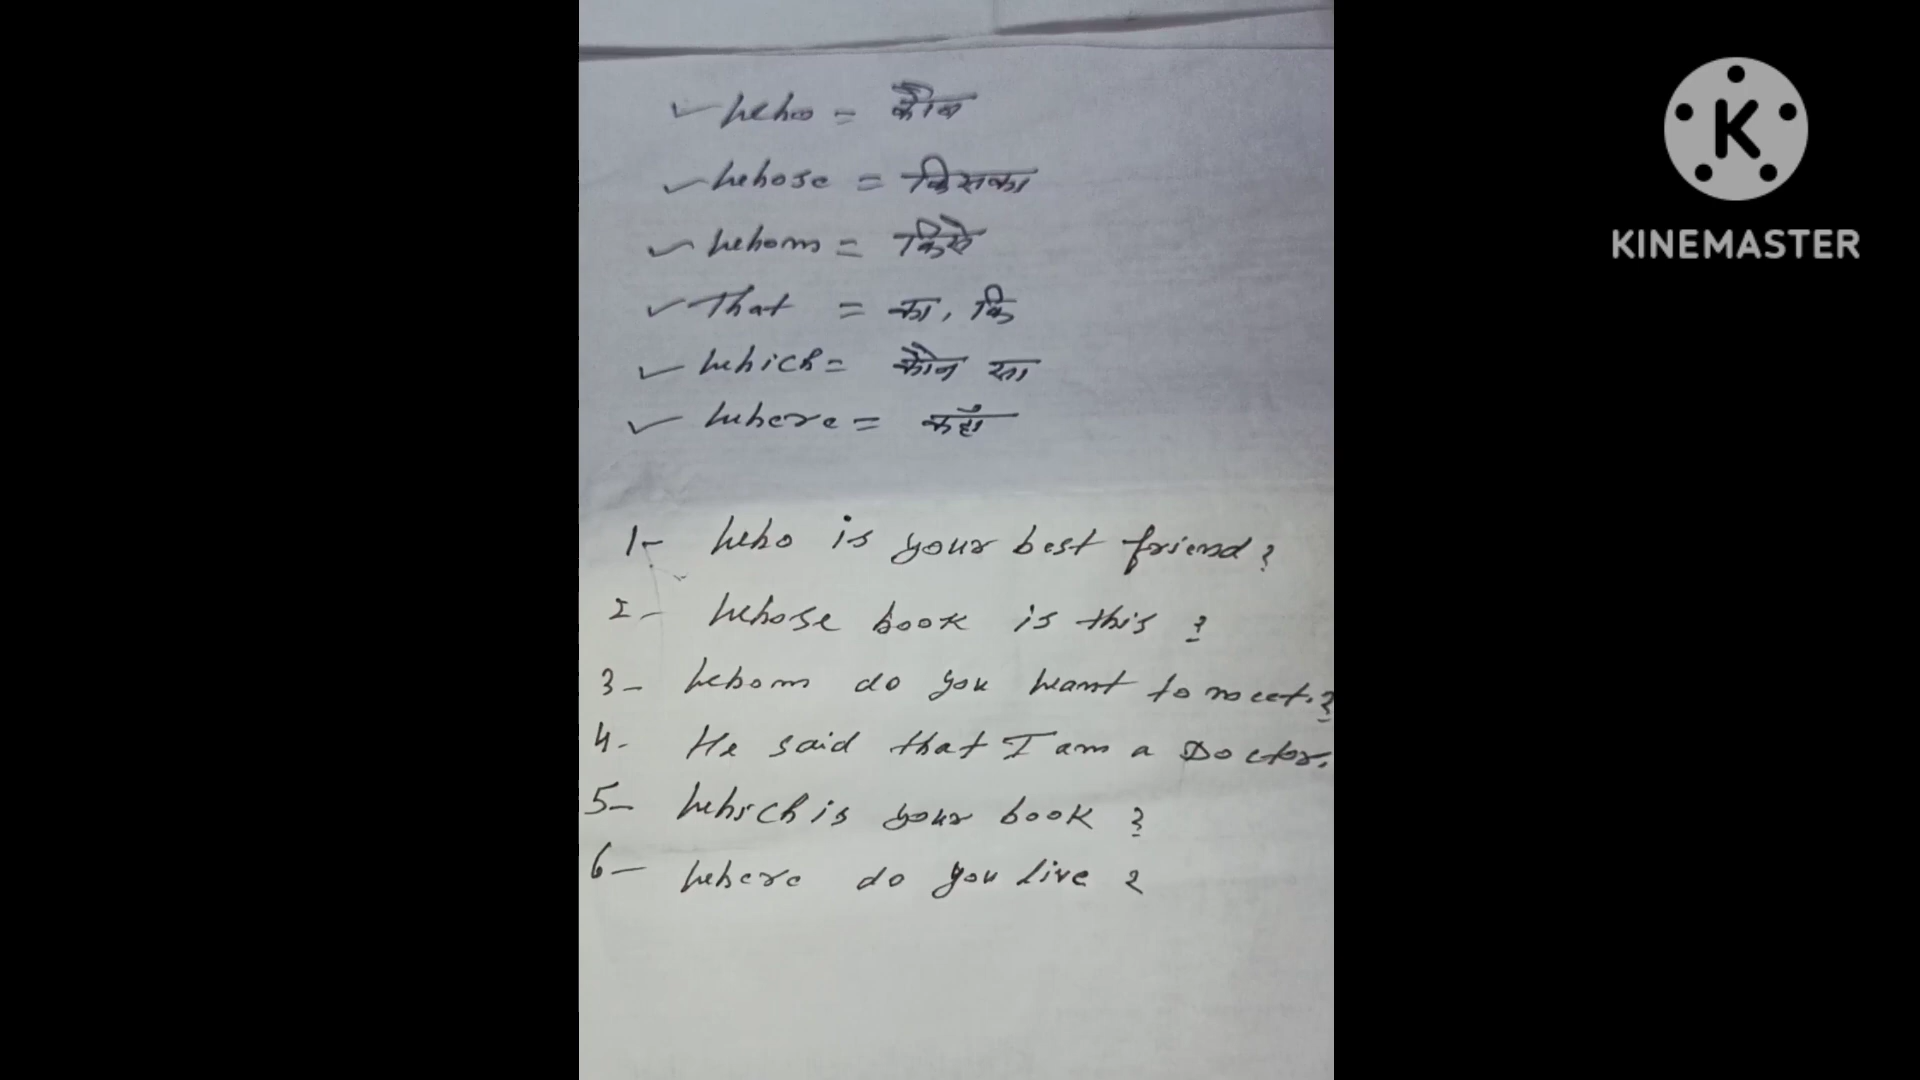 ✓ Who = कौन
✓ Whose = किसका
✓ Whom = किसे
✓ That = का, कि
✓ Which = कौन सा
✓ Where = कहाँ
1- Who is your best friend?
2- Whose book is this ?
3- Whom do you want to meet.?
4- He said that I am a Doctor.
5- Which is your book ?
6- Where do you live ?
K
KINEMASTER